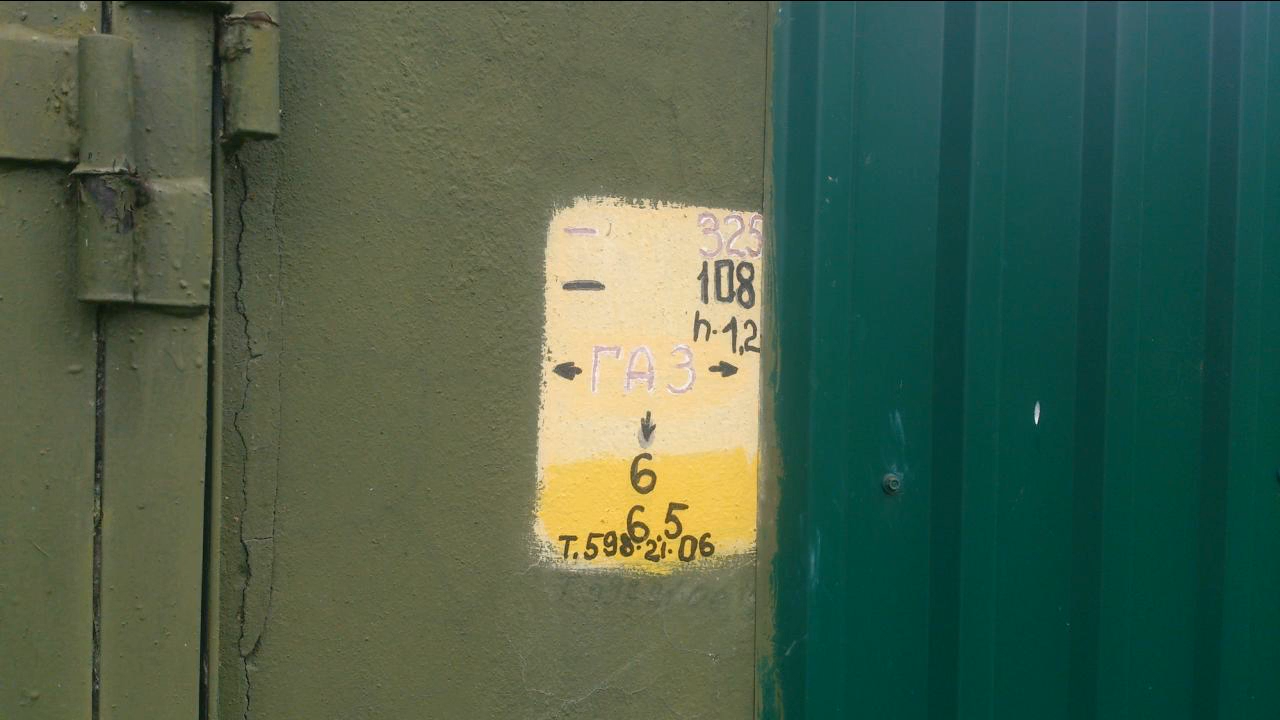 — 325
— 108
h.1,2
← ГАЗ →
↓
6
6.5
Т.598.21.06